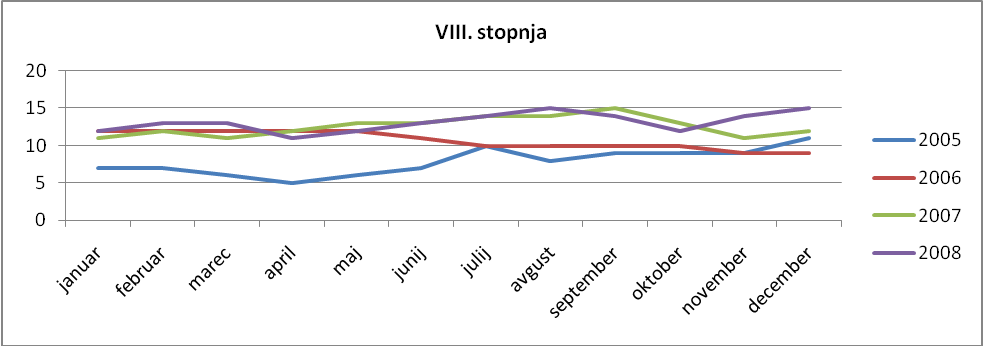 VIII. stopnja
20
15
10
5
0
januar
februar
marec
april
maj
junij
julij
avgust
september
oktober
november
december
2005
2006
2007
2008